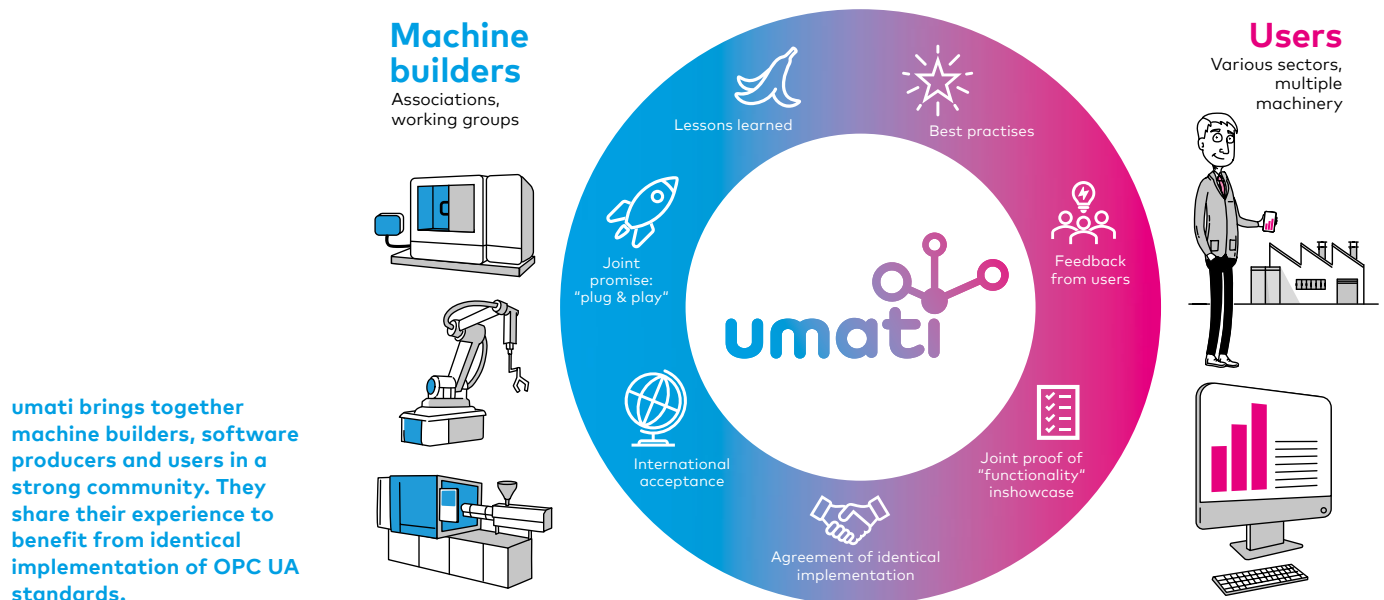 Machine
builders
Associations,
working groups
umati brings together
machine builders, software
producers and users in a
strong community. They
share their experience to
benefit from identical
implementation of OPC UA
standards.
Lessons learned
Best practises
Joint
promise:
“plug & play“
Feedback
from users
umati
International
acceptance
Joint proof of
“functionality“
inshowcase
Agreement of identical
implementation
Users
Various sectors,
multiple
machinery